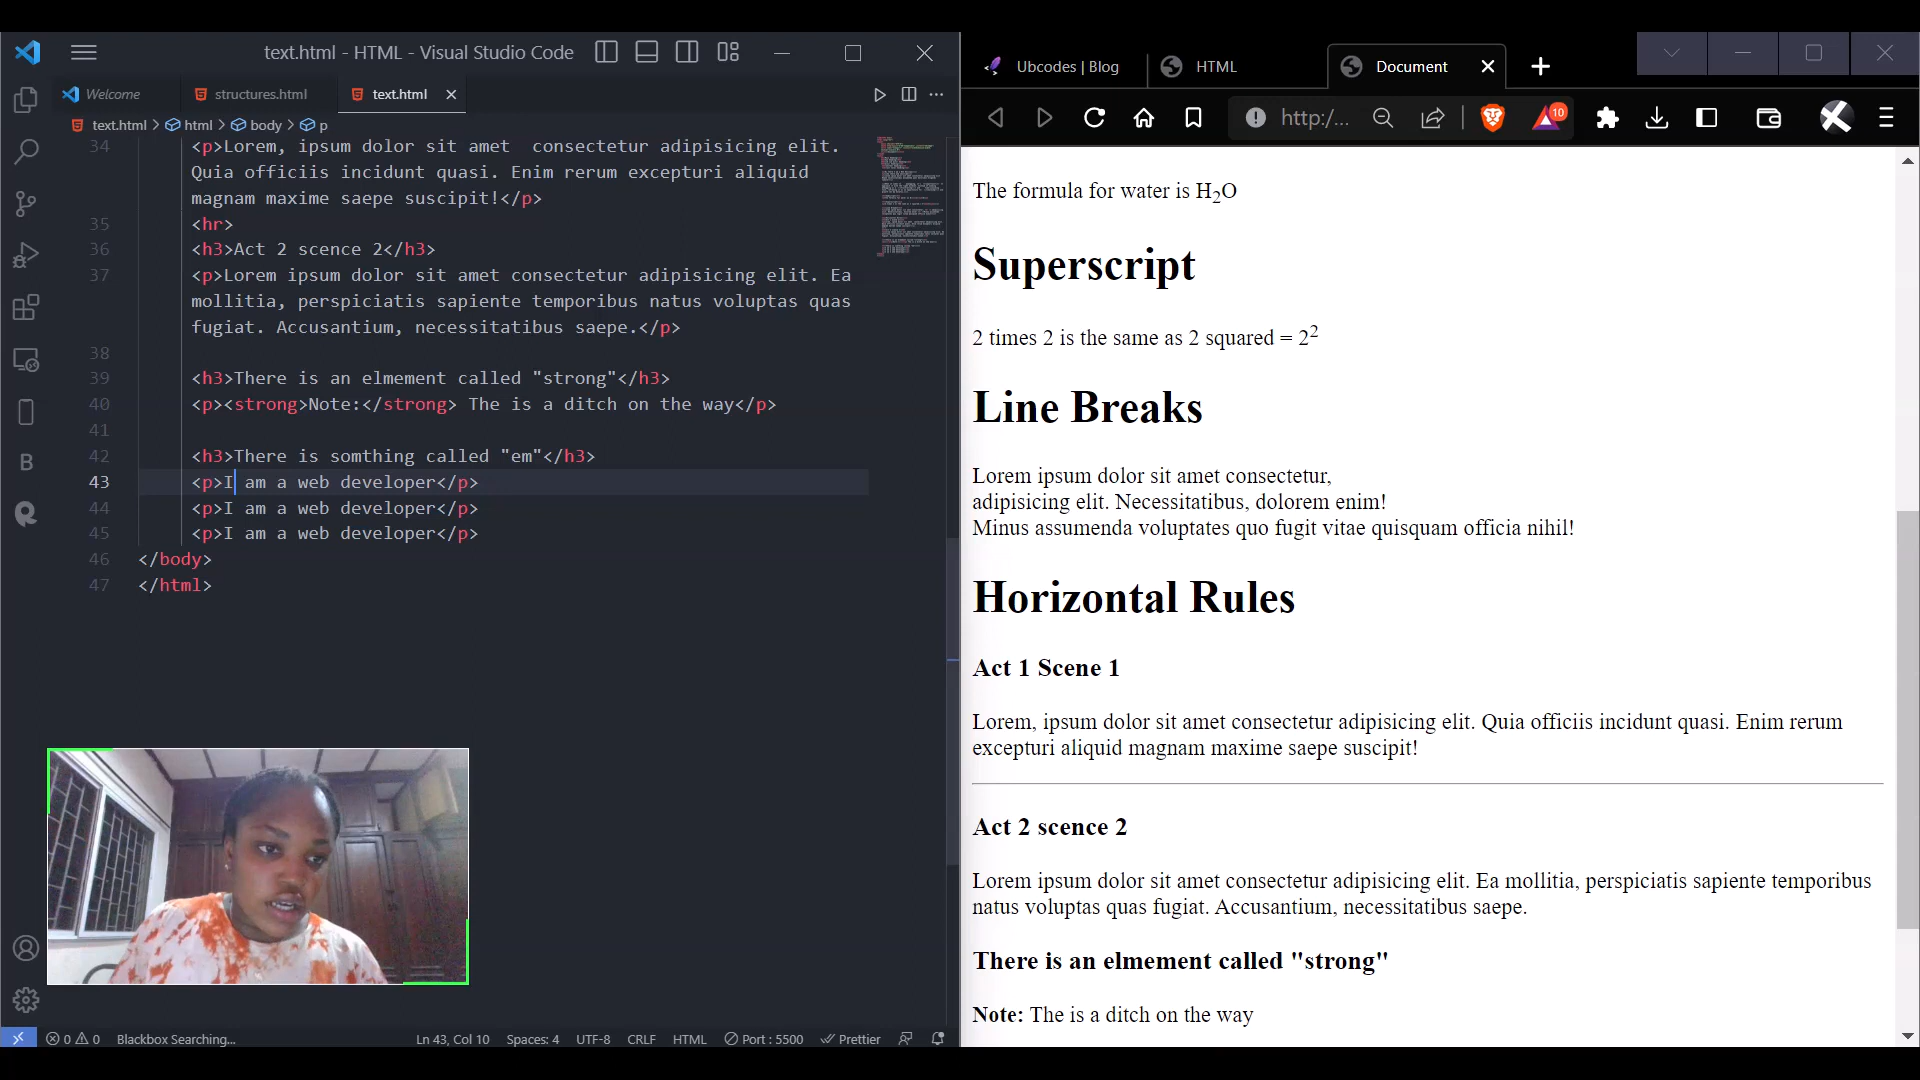 text.html - HTML - Visual Studio Code
Welcome
structures.html
text.html
text.html > html > body > p
34 <p>Lorem, ipsum dolor sit amet  consectetur adipisicing elit.
Quia officiis incidunt quasi. Enim rerum excepturi aliquid
magnam maxime saepe suscipit!</p>
35 <hr>
36 <h3>Act 2 scence 2</h3>
37 <p>Lorem ipsum dolor sit amet consectetur adipisicing elit. Ea
mollitia, perspiciatis sapiente temporibus natus voluptas quas
fugiat. Accusantium, necessitatibus saepe.</p>
38
39 <h3>There is an elmement called "strong"</h3>
40 <p><strong>Note:</strong> The is a ditch on the way</p>
41
42 <h3>There is somthing called "em"</h3>
43 <p>I am a web developer</p>
44 <p>I am a web developer</p>
45 <p>I am a web developer</p>
46 </body>
47 </html>
B
0 0
Blackbox Searching...
Ln 43, Col 10
Spaces: 4
UTF-8
CRLF
HTML
Port : 5500
Prettier
Ubcodes | Blog
HTML
Document
http:/...
10
The formula for water is H2O
Superscript
2 times 2 is the same as 2 squared = 2²
Line Breaks
Lorem ipsum dolor sit amet consectetur,
adipisicing elit. Necessitatibus, dolorem enim!
Minus assumenda voluptates quo fugit vitae quisquam officia nihil!
Horizontal Rules
Act 1 Scene 1
Lorem, ipsum dolor sit amet consectetur adipisicing elit. Quia officiis incidunt quasi. Enim rerum
excepturi aliquid magnam maxime saepe suscipit!
Act 2 scence 2
Lorem ipsum dolor sit amet consectetur adipisicing elit. Ea mollitia, perspiciatis sapiente temporibus
natus voluptas quas fugiat. Accusantium, necessitatibus saepe.
There is an elmement called "strong"
Note: The is a ditch on the way